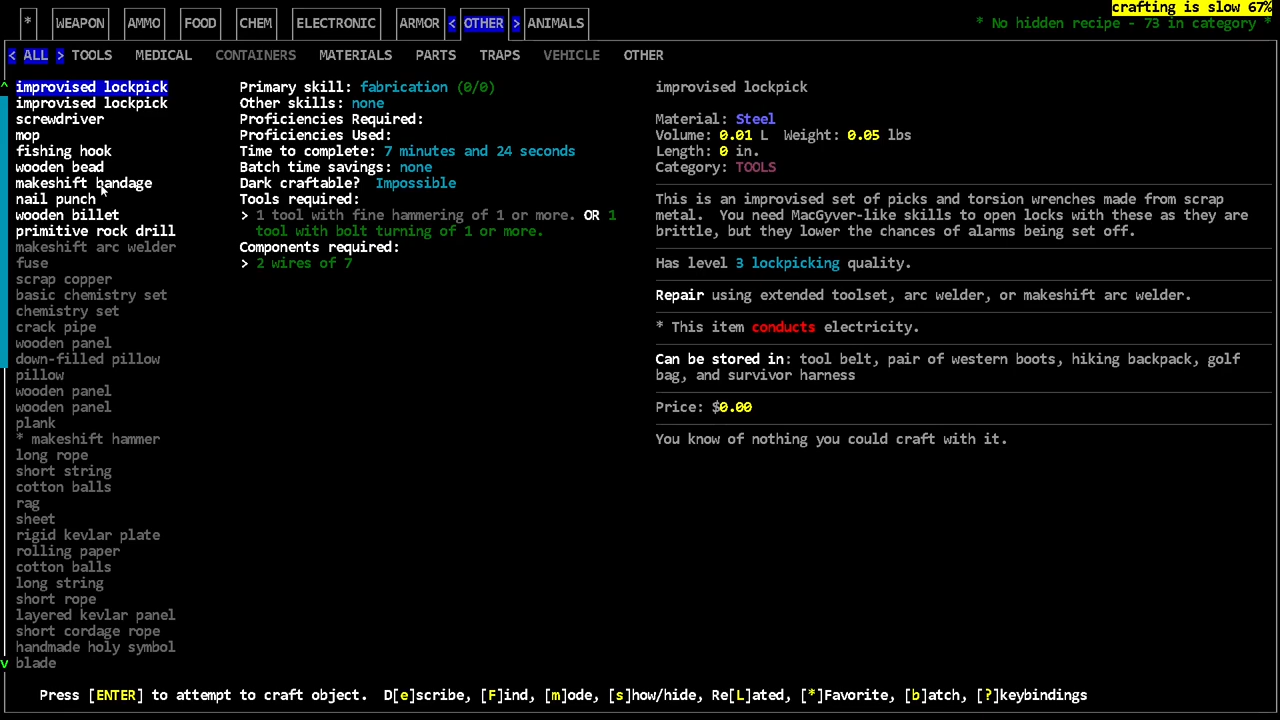 crafting is slow 67%
* WEAPON AMMO FOOD CHEM ELECTRONIC ARMOR < OTHER > ANIMALS
* No hidden recipe - 73 in category *
< ALL > TOOLS MEDICAL CONTAINERS MATERIALS PARTS TRAPS VEHICLE OTHER
^ improvised lockpick
improvised lockpick
screwdriver
mop
fishing hook
wooden bead
makeshift bandage
nail punch
wooden billet
primitive rock drill
makeshift arc welder
fuse
scrap copper
basic chemistry set
chemistry set
crack pipe
wooden panel
down-filled pillow
pillow
wooden panel
wooden panel
plank
* makeshift hammer
long rope
short string
cotton balls
rag
sheet
rigid kevlar plate
rolling paper
cotton balls
long string
short rope
layered kevlar panel
short cordage rope
handmade holy symbol
v blade
Primary skill: fabrication (0/0)
Other skills: none
Proficiencies Required:
Proficiencies Used:
Time to complete: 7 minutes and 24 seconds
Batch time savings: none
Dark craftable? Impossible
Tools required:
> 1 tool with fine hammering of 1 or more. OR 1
tool with bolt turning of 1 or more.
Components required:
> 2 wires of 7
improvised lockpick
Material: Steel
Volume: 0.01 L Weight: 0.05 lbs
Length: 0 in.
Category: TOOLS
This is an improvised set of picks and torsion wrenches made from scrap
metal. You need MacGyver-like skills to open locks with these as they are
brittle, but they lower the chances of alarms being set off.
Has level 3 lockpicking quality.
Repair using extended toolset, arc welder, or makeshift arc welder.
* This item conducts electricity.
Can be stored in: tool belt, pair of western boots, hiking backpack, golf
bag, and survivor harness
Price: $0.00
You know of nothing you could craft with it.
Press [ENTER] to attempt to craft object. D[e]scribe, [F]ind, [m]ode, [s]how/hide, Re[L]ated, [*]Favorite, [b]atch, [?]keybindings